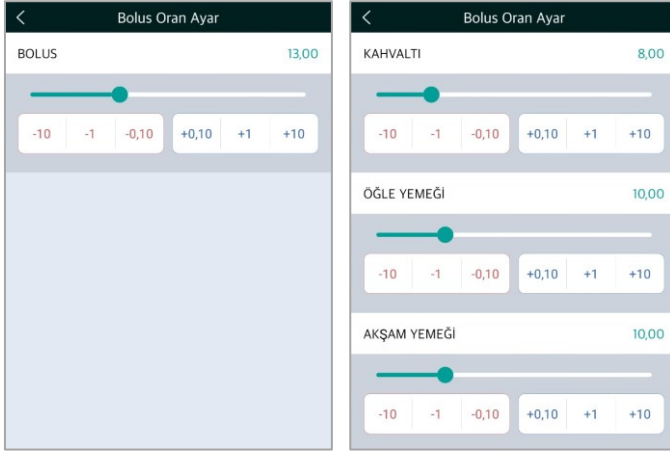 Bolus Oran Ayar
BOLUS 13,00
-10 -1 -0,10 +0,10 +1 +10
Bolus Oran Ayar
KAHVALTI 8,00
-10 -1 -0,10 +0,10 +1 +10
ÖĞLE YEMEĞİ 10,00
-10 -1 -0,10 +0,10 +1 +10
AKŞAM YEMEĞİ 10,00
-10 -1 -0,10 +0,10 +1 +10